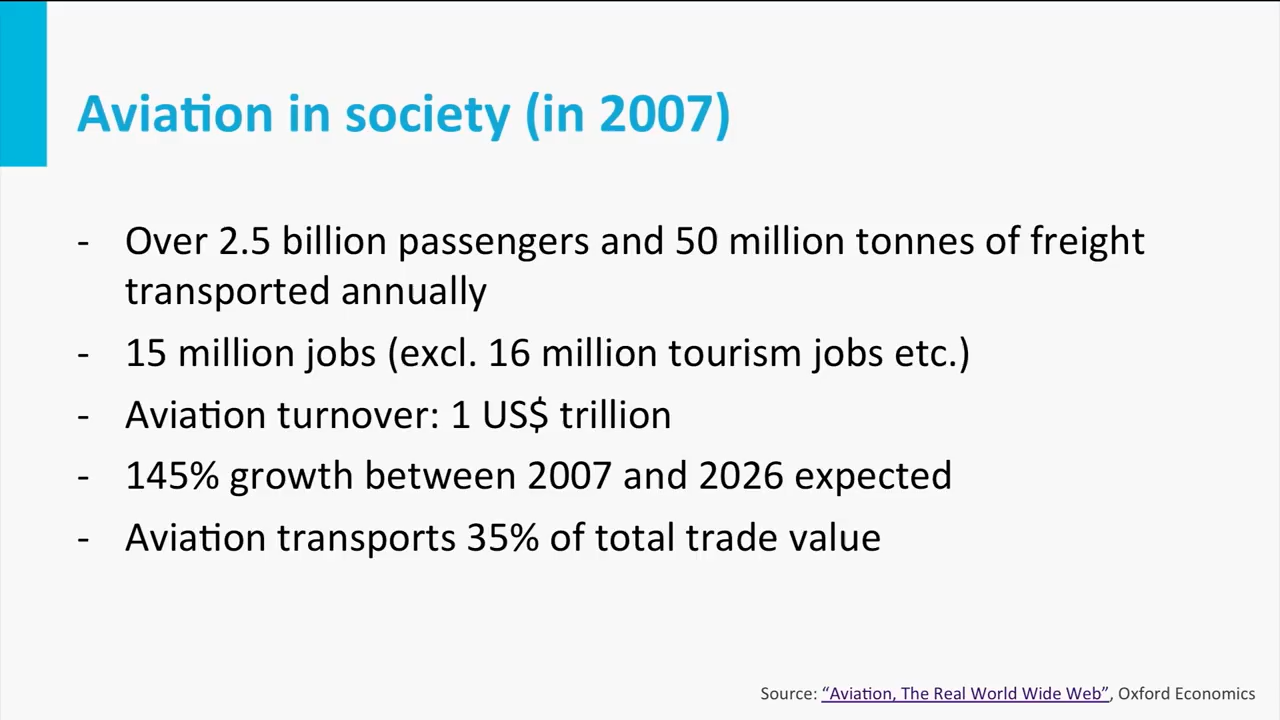 Aviation in society (in 2007)
- Over 2.5 billion passengers and 50 million tonnes of freight
transported annually
- 15 million jobs (excl. 16 million tourism jobs etc.)
- Aviation turnover: 1 US$ trillion
- 145% growth between 2007 and 2026 expected
- Aviation transports 35% of total trade value
Source: “Aviation, The Real World Wide Web”, Oxford Economics